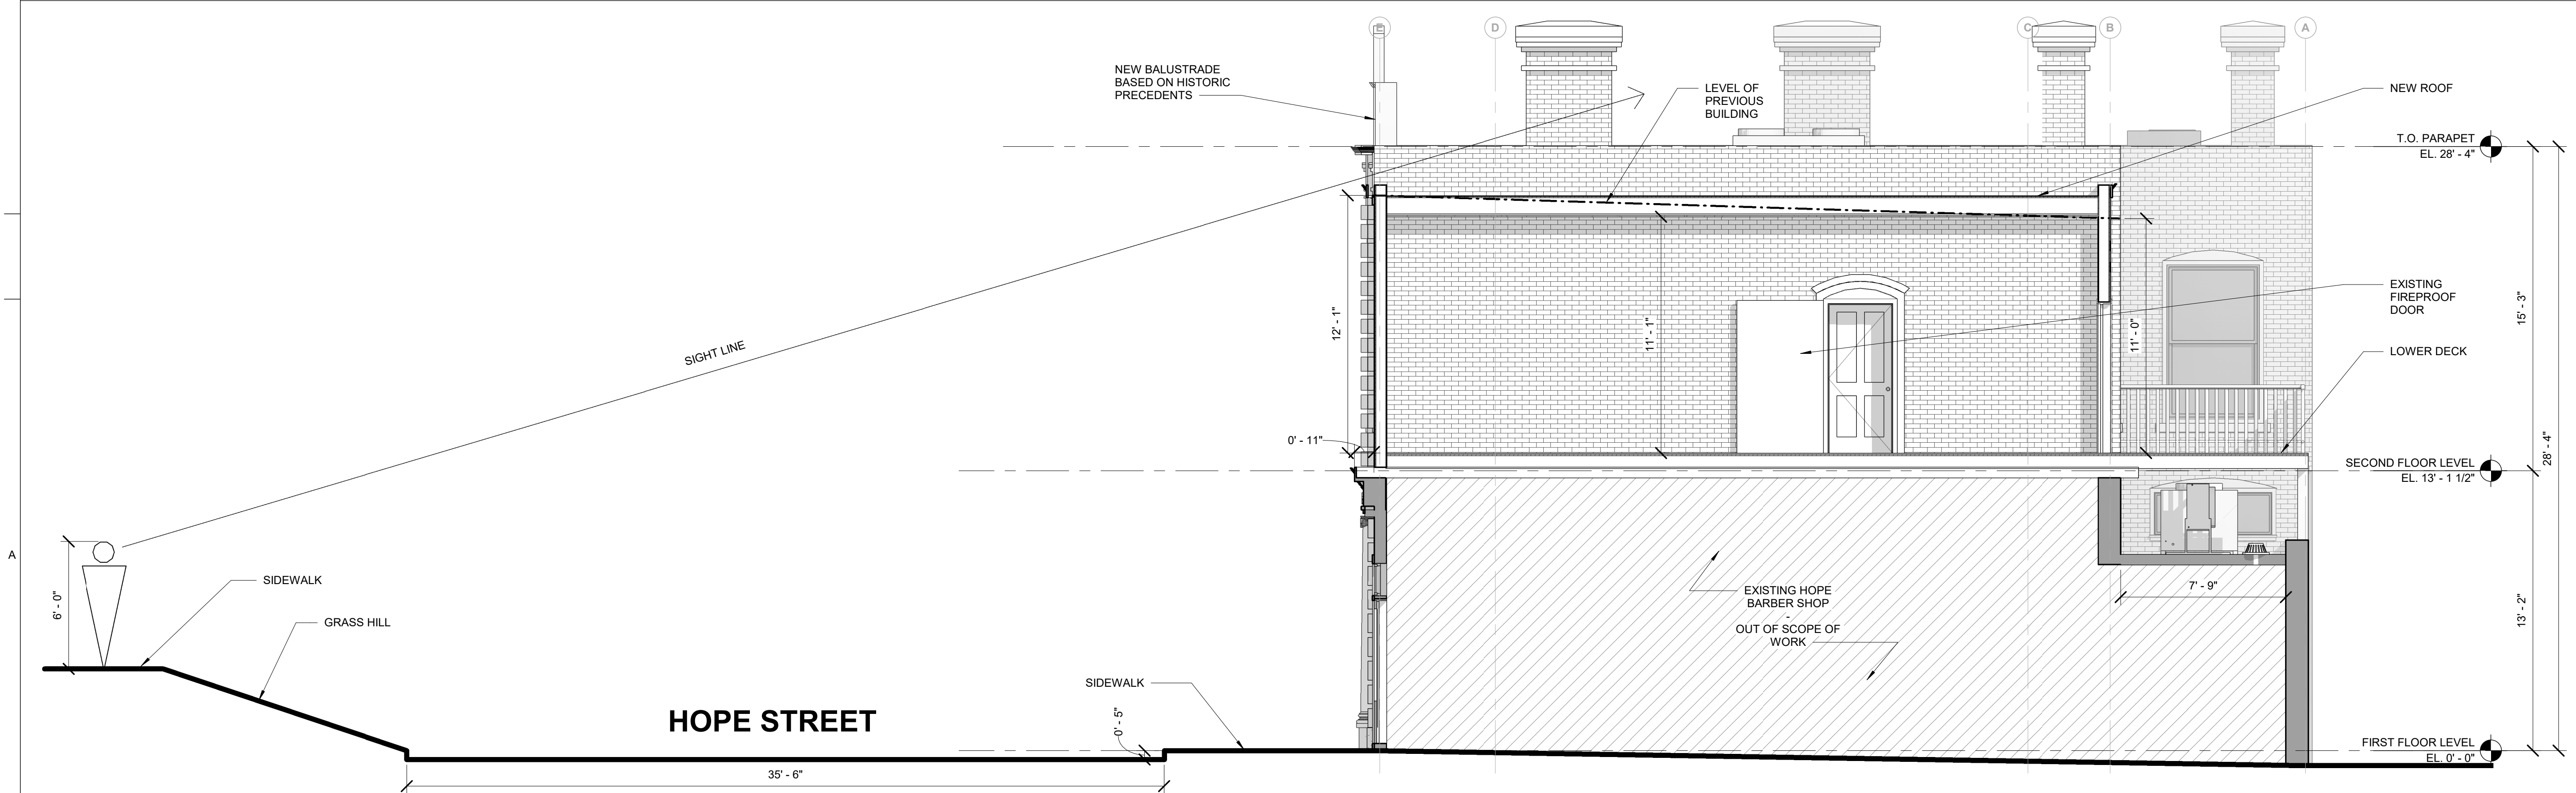 E
D
C
B
A
NEW BALUSTRADE
BASED ON HISTORIC
PRECEDENTS
LEVEL OF
PREVIOUS
BUILDING
NEW ROOF
T.O. PARAPET
EL. 28' - 4"
SIGHT LINE
12' - 1"
11' - 1"
11' - 0"
15' - 3"
EXISTING
FIREPROOF
DOOR
LOWER DECK
0' - 11"
28' - 4"
SECOND FLOOR LEVEL
EL. 13' - 1 1/2"
A
6' - 0"
SIDEWALK
GRASS HILL
EXISTING HOPE
BARBER SHOP
-
OUT OF SCOPE OF
WORK
7' - 9"
13' - 2"
SIDEWALK
HOPE STREET
0' - 5"
35' - 6"
FIRST FLOOR LEVEL
EL. 0' - 0"